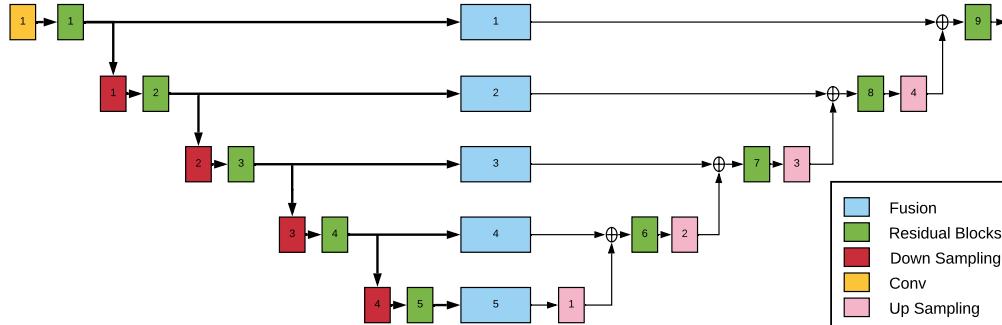 1 1 1 9
1 2 2 8 4
2 3 3 7 3
3 4 4 6 2
4 5 5 1
Fusion
Residual Blocks
Down Sampling
Conv
Up Sampling